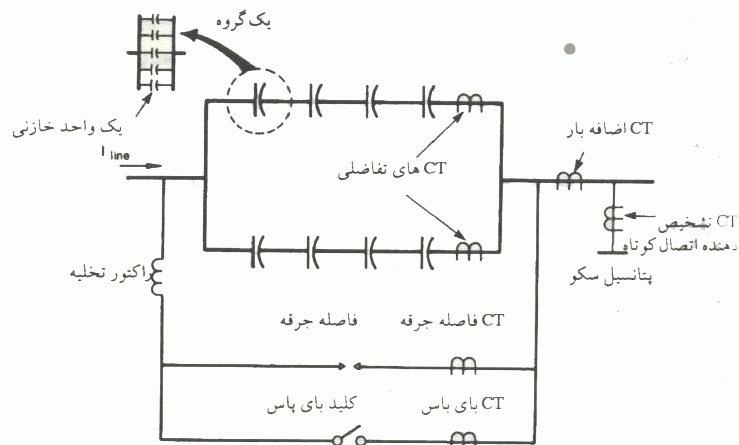 یک گروه
یک واحد خازنی
I line
CT اضافه بار
CT های تفاضلی
CT تشخیص
دهنده اتصال کوتاه
پتانسیل سکو
راکتور تخلیه
فاصله جرقه
CT فاصله جرقه
کلید بای پاس
CT بای باس